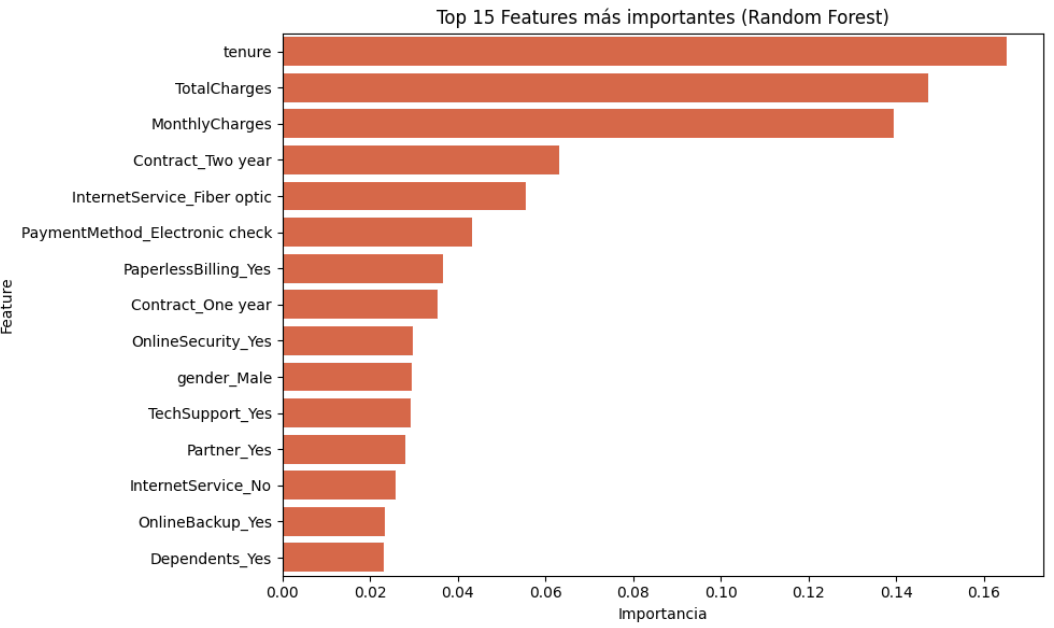 Top 15 Features más importantes (Random Forest)
Feature
tenure
TotalCharges
MonthlyCharges
Contract_Two year
InternetService_Fiber optic
PaymentMethod_Electronic check
PaperlessBilling_Yes
Contract_One year
OnlineSecurity_Yes
gender_Male
TechSupport_Yes
Partner_Yes
InternetService_No
OnlineBackup_Yes
Dependents_Yes
0.00 0.02 0.04 0.06 0.08 0.10 0.12 0.14 0.16
Importancia